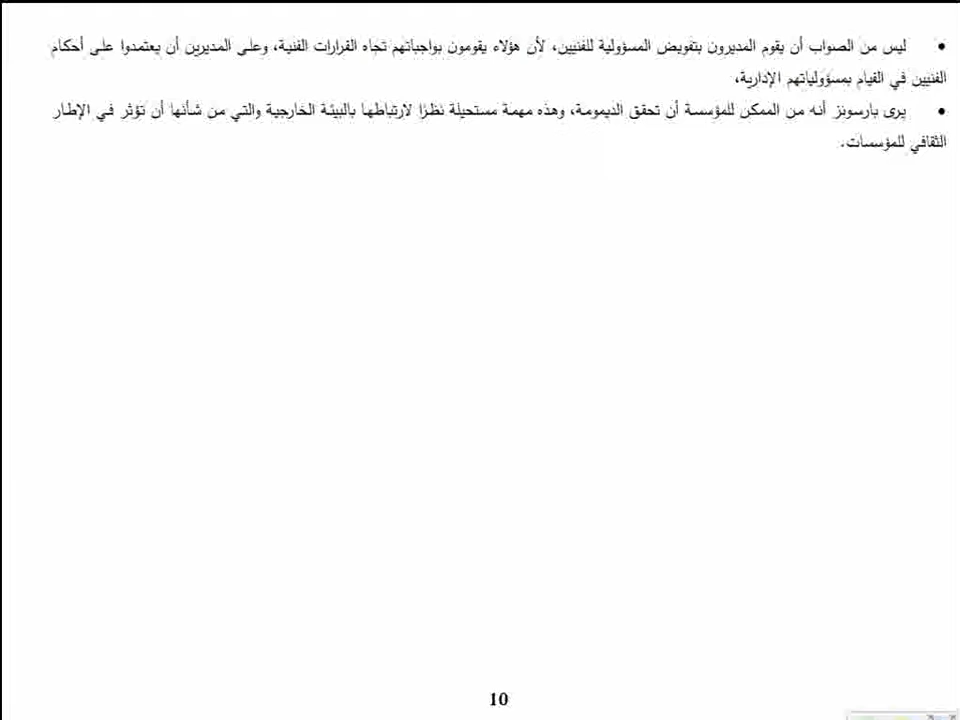 • ليس من الصواب أن يقوم المديرون بتفويض المسؤولية للفنيين، لأن هؤلاء يقومون بواجباتهم تجاه القرارات الفنية، وعلى المديرين أن يعتمدوا على أحكام
الفنيين في القيام بمسؤولياتهم الإدارية،
• يرى بارسونز أنه من الممكن للمؤسسة أن تحقق الديمومة، وهذه مهمة مستحيلة نظرًا لارتباطها بالبيئة الخارجية والتي من شأنها أن تؤثر في الإطار
الثقافي للمؤسسات.
10